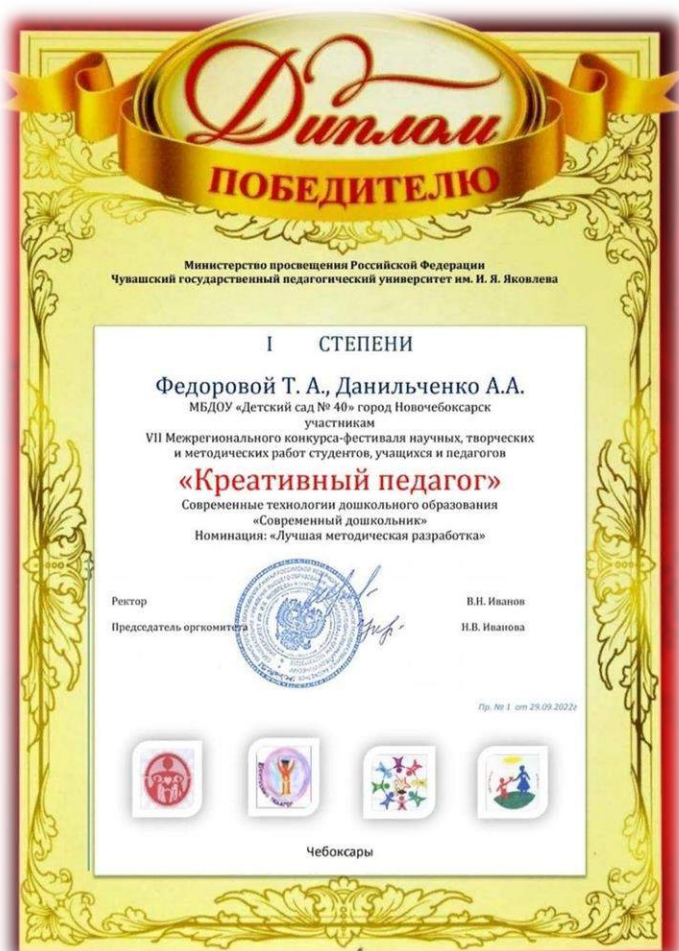 Диплом
ПОБЕДИТЕЛЮ
Министерство просвещения Российской Федерации
Чувашский государственный педагогический университет им. И. Я. Яковлева
I СТЕПЕНИ
Федоровой Т. А., Данильченко А.А.
МБДОУ «Детский сад № 40» город Новочебоксарск
участникам
VII Межрегионального конкурса-фестиваля научных, творческих
и методических работ студентов, учащихся и педагогов
«Креативный педагог»
Современные технологии дошкольного образования
«Современный дошкольник»
Номинация: «Лучшая методическая разработка»
Ректор В.Н. Иванов
Председатель оргкомитета Н.В. Иванова
Пр. № 1 от 29.09.2022г
Чебоксары